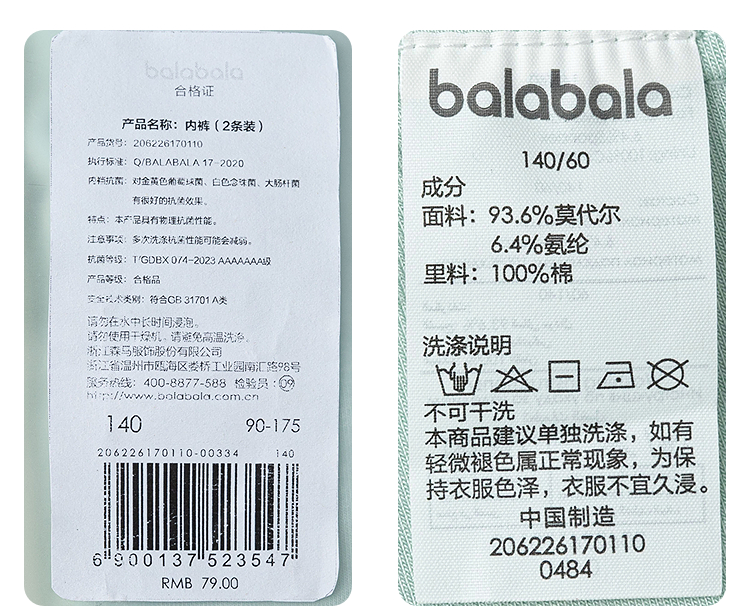 balabala
合格证
产品名称：内裤（2条装）
产品货号：206226170110
执行标准：Q/BALABALA 17-2020
内裆抗菌：对金黄色葡萄球菌、白色念珠菌、大肠杆菌
有很好的抗菌效果。
特点：本产品具有物理抗菌性能。
注意事项：多次洗涤抗菌性能可能会减弱。
抗菌等级：T/GDBX 074-2023 AAAAAAA级
产品等级：合格品
安全技术类别：符合GB 31701 A类
请勿在水中长时间浸泡。
请勿使用干燥机，请避免高温洗涤。
浙江森马服饰股份有限公司
浙江省温州市瓯海区娄桥工业园南汇路98号
服务热线：400-8877-588 检验员：09
http://www.balabala.com.cn
140 90-175
206226170110-00334 140
6 900137 523547
RMB 79.00
balabala
140/60
成分
面料：93.6%莫代尔
6.4%氨纶
里料：100%棉
洗涤说明
不可干洗
本商品建议单独洗涤，如有
轻微褪色属正常现象，为保
持衣服色泽，衣服不宜久浸。
中国制造
206226170110
0484